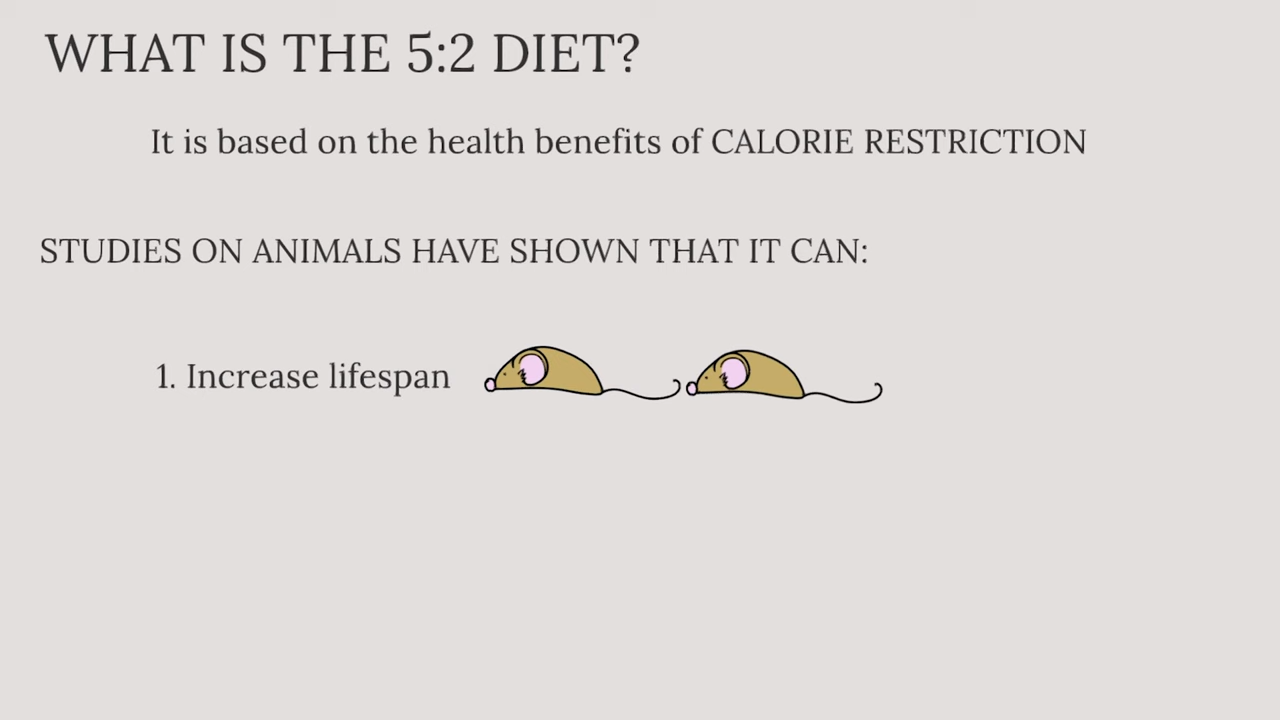 WHAT IS THE 5:2 DIET?
It is based on the health benefits of CALORIE RESTRICTION
STUDIES ON ANIMALS HAVE SHOWN THAT IT CAN:
1. Increase lifespan